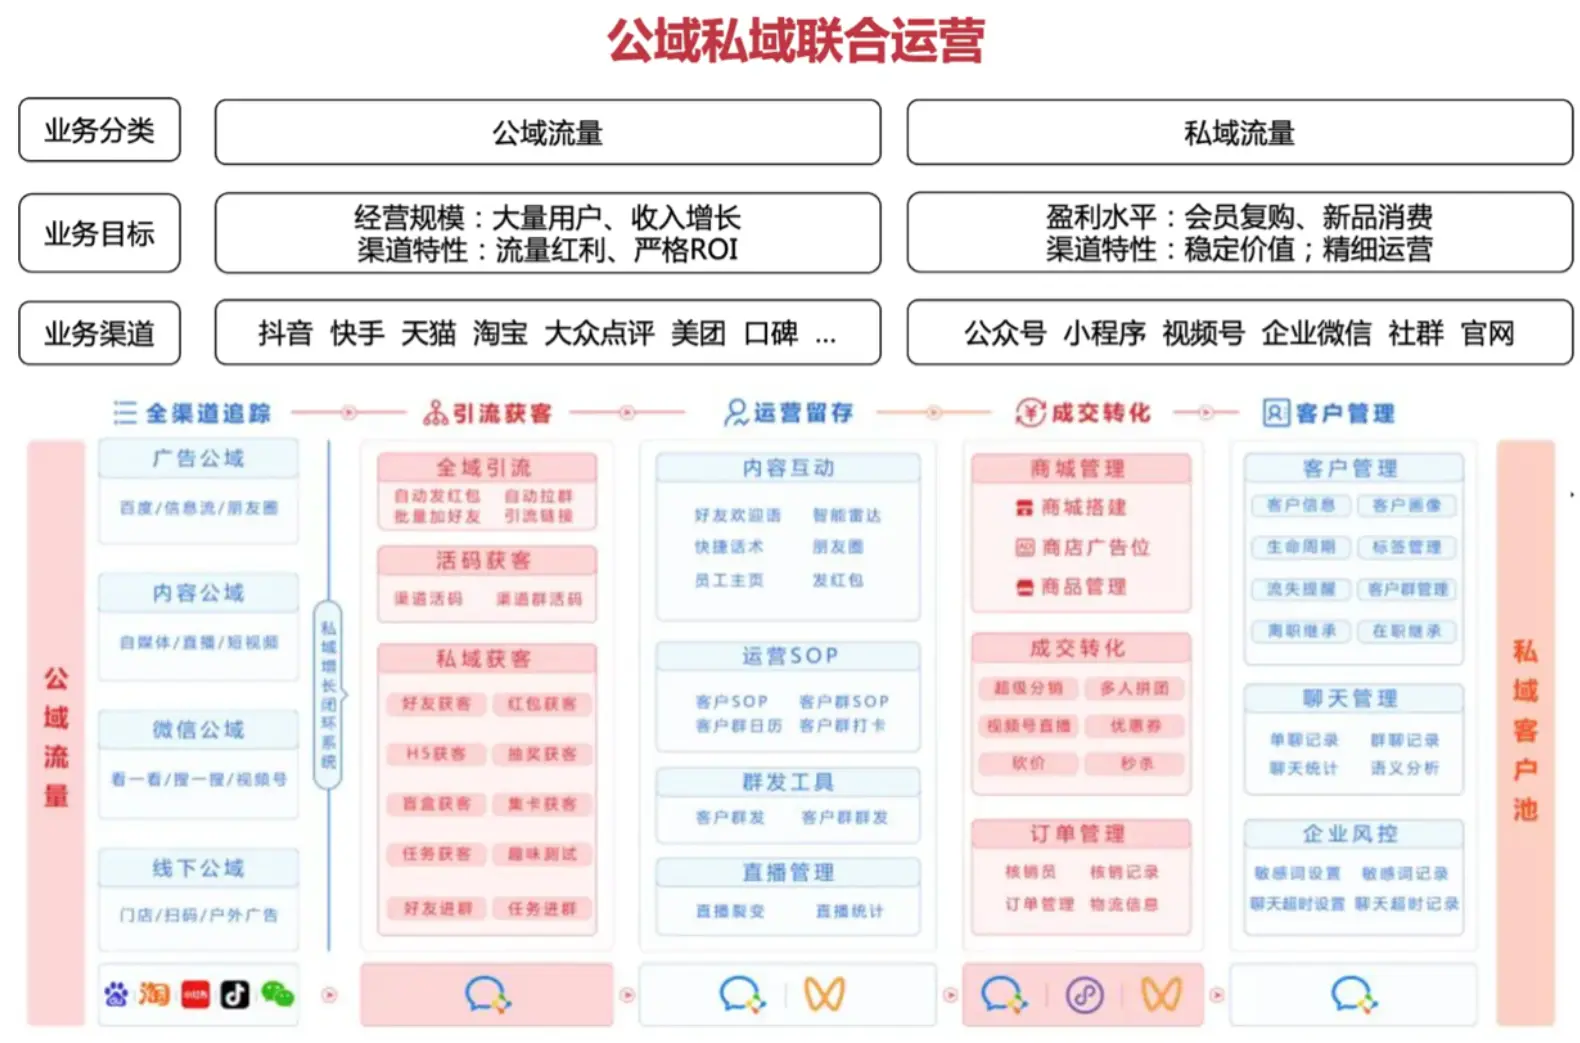 公域私域联合运营
业务分类
公域流量
私域流量
业务目标
经营规模：大量用户、收入增长
渠道特性：流量红利、严格ROI
盈利水平：会员复购、新品消费
渠道特性：稳定价值；精细运营
业务渠道
抖音 快手 天猫 淘宝 大众点评 美团 口碑 ...
公众号 小程序 视频号 企业微信 社群 官网
全渠道追踪
引流获客
运营留存
成交转化
客户管理
公域流量
广告公域
百度/信息流/朋友圈
内容公域
自媒体/直播/短视频
微信公域
看一看/搜一搜/视频号
线下公域
门店/扫码/户外广告
私域增长闭环系统
全域引流
自动发红包 自动拉群
批量加好友 引流链接
活码获客
渠道活码 渠道群活码
私域获客
好友获客 红包获客
H5获客 抽奖获客
盲盒获客 集卡获客
任务获客 趣味测试
好友进群 任务进群
内容互动
好友欢迎语 智能雷达
快捷话术 朋友圈
员工主页 发红包
运营SOP
客户SOP 客户群SOP
客户群日历 客户群打卡
群发工具
客户群发 客户群群发
直播管理
直播裂变 直播统计
商城管理
商城搭建
AD 商店广告位
商品管理
成交转化
超级分销 多人拼团
视频号直播 优惠券
砍价 秒杀
订单管理
核销员 核销记录
订单管理 物流信息
客户管理
客户信息 客户画像
生命周期 标签管理
流失提醒 客户群管理
离职继承 在职继承
聊天管理
单聊记录 群聊记录
聊天统计 语义分析
企业风控
敏感词设置 敏感词记录
聊天超时设置 聊天超时记录
私域客户池
du 淘 小红书